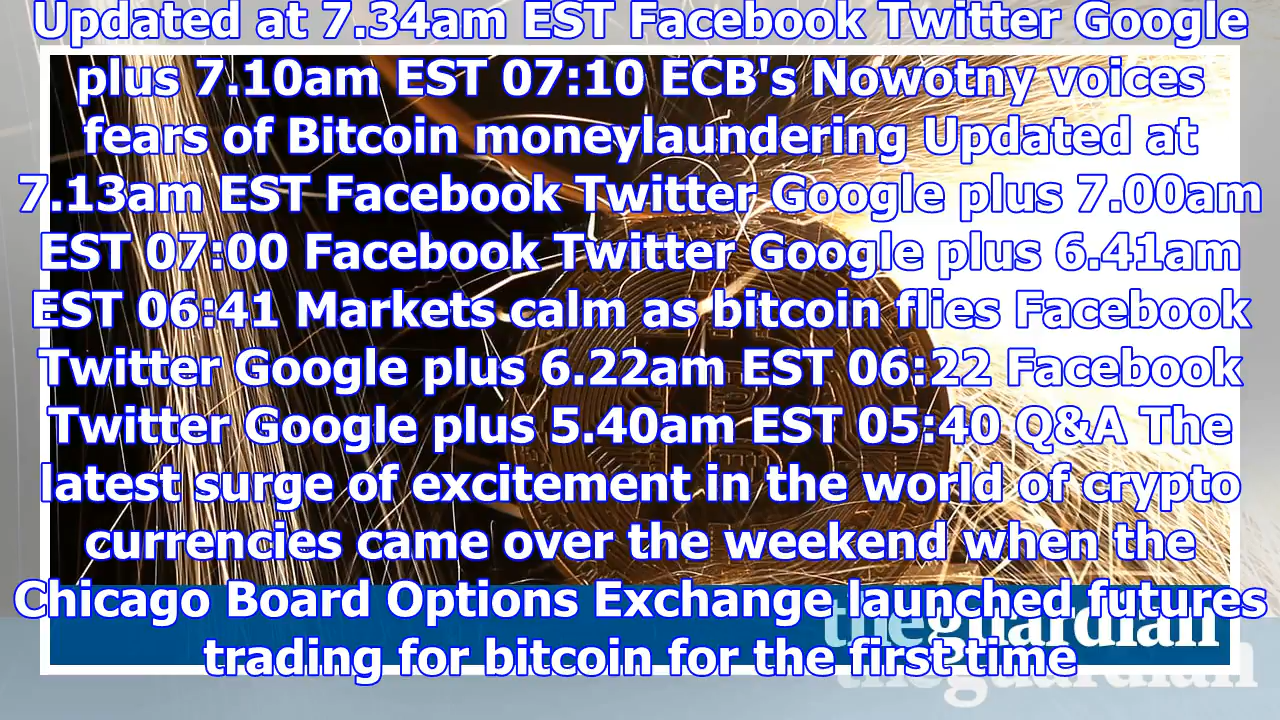 Updated at 7.34am EST Facebook Twitter Google
plus 7.10am EST 07:10 ECB's Nowotny voices
fears of Bitcoin moneylaundering Updated at
7.13am EST Facebook Twitter Google plus 7.00am
EST 07:00 Facebook Twitter Google plus 6.41am
EST 06:41 Markets calm as bitcoin flies Facebook
Twitter Google plus 6.22am EST 06:22 Facebook
Twitter Google plus 5.40am EST 05:40 Q&A The
latest surge of excitement in the world of crypto
currencies came over the weekend when the
Chicago Board Options Exchange launched futures
trading for bitcoin for the first time
theguardian
theguardian